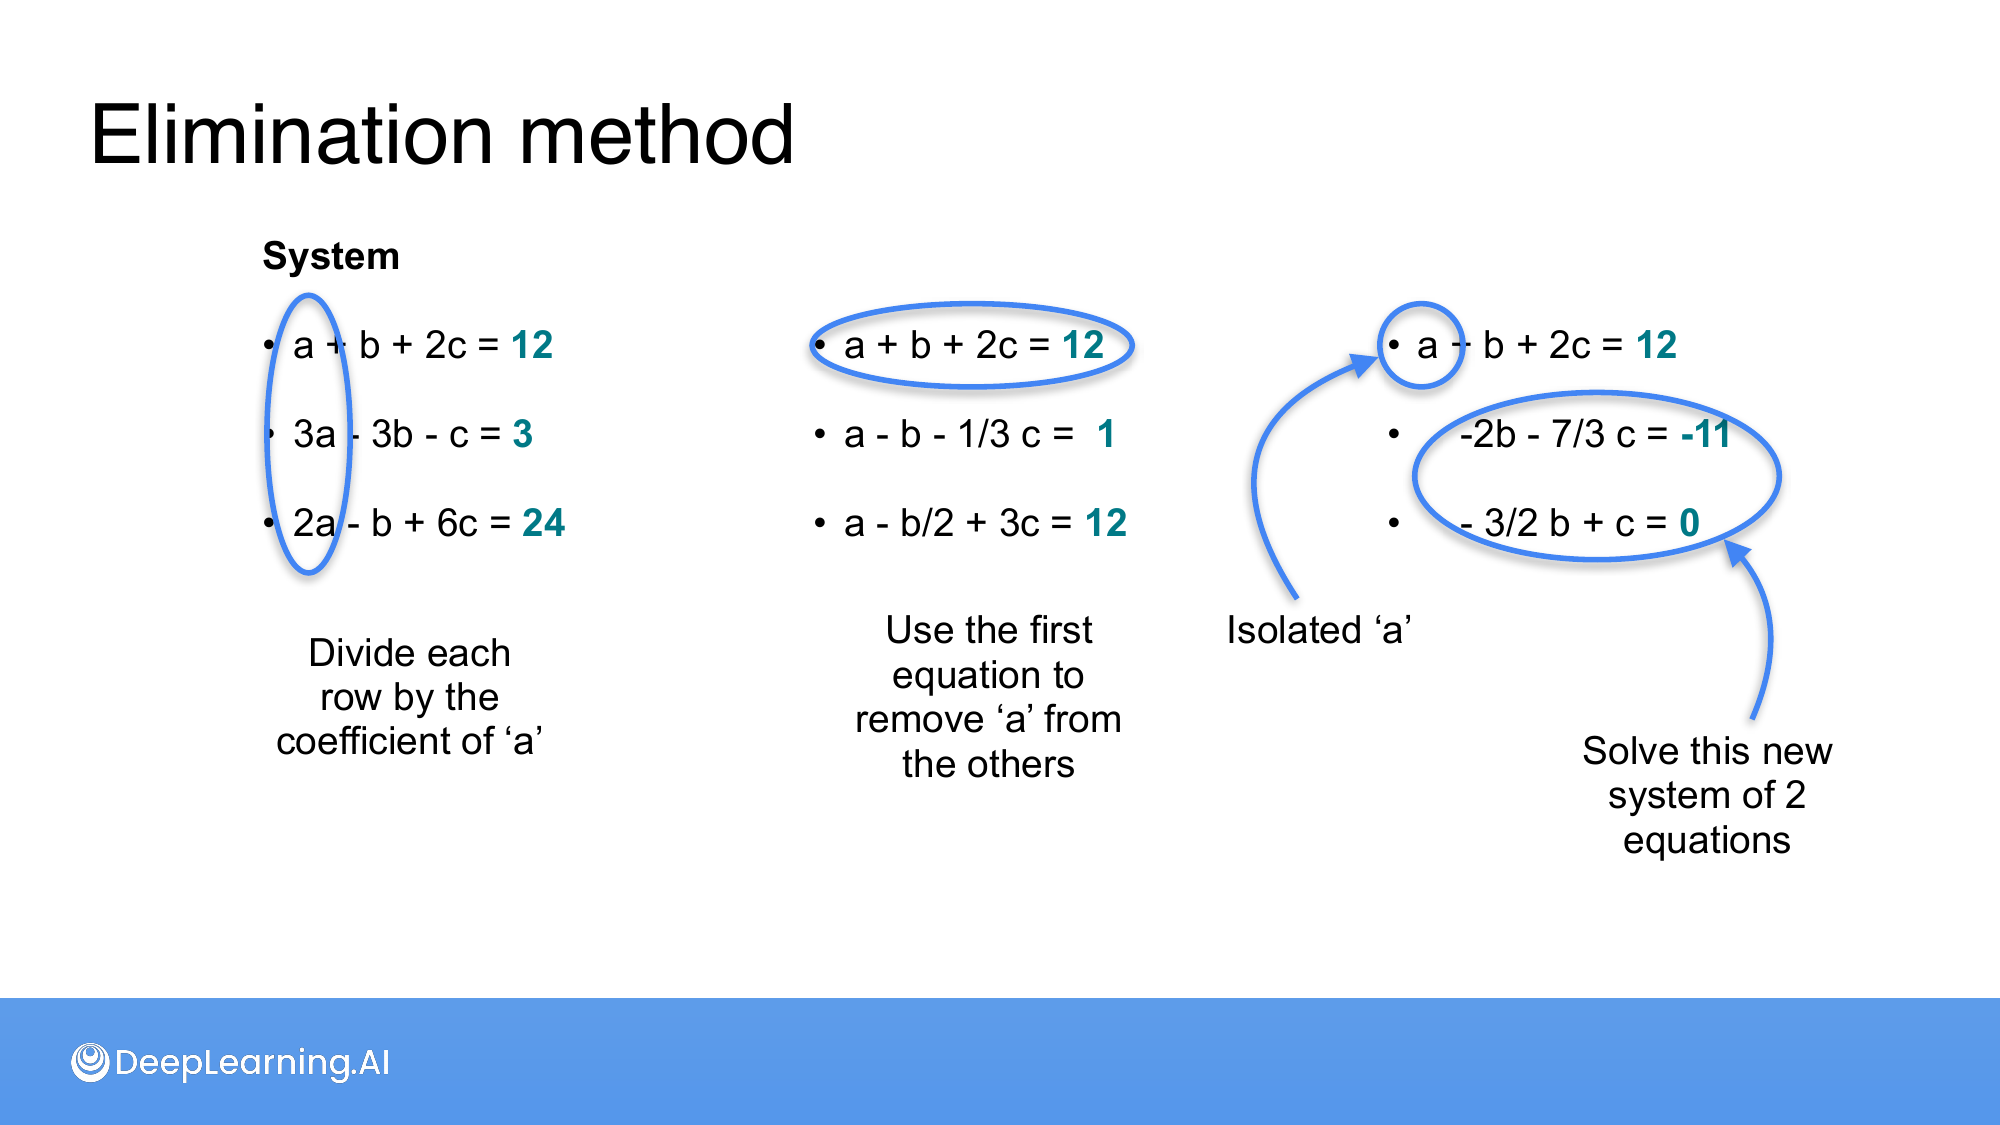 Elimination method
System
• a + b + 2c = 12
• 3a - 3b - c = 3
• 2a - b + 6c = 24
Divide each
row by the
coefficient of ‘a’
• a + b + 2c = 12
• a - b - 1/3 c = 1
• a - b/2 + 3c = 12
Use the first
equation to
remove ‘a’ from
the others
• a + b + 2c = 12
• -2b - 7/3 c = -11
• - 3/2 b + c = 0
Isolated ‘a’
Solve this new
system of 2
equations
DeepLearning.AI